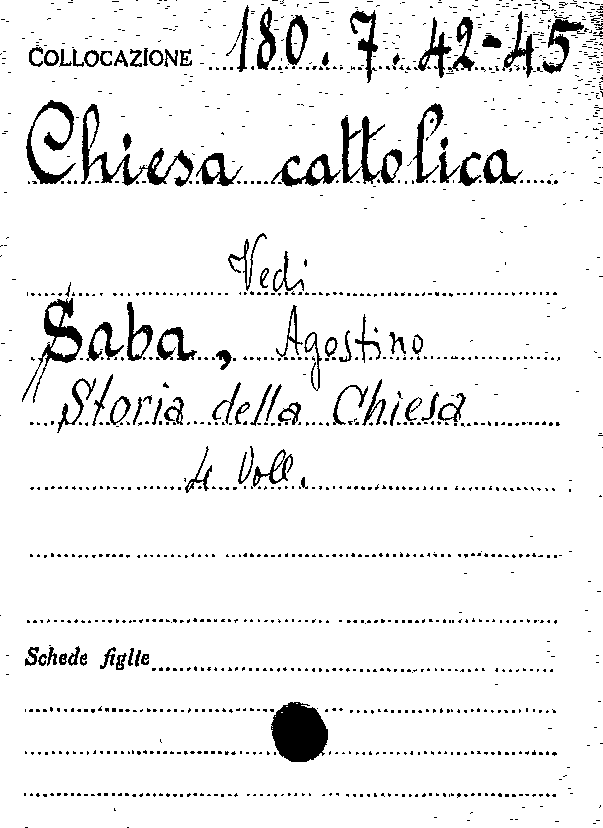 COLLOCAZIONE 180.7.42-45
Chiesa cattolica
Vedi
Saba, Agostino
Storia della Chiesa
4 Voll.
Schede figlie